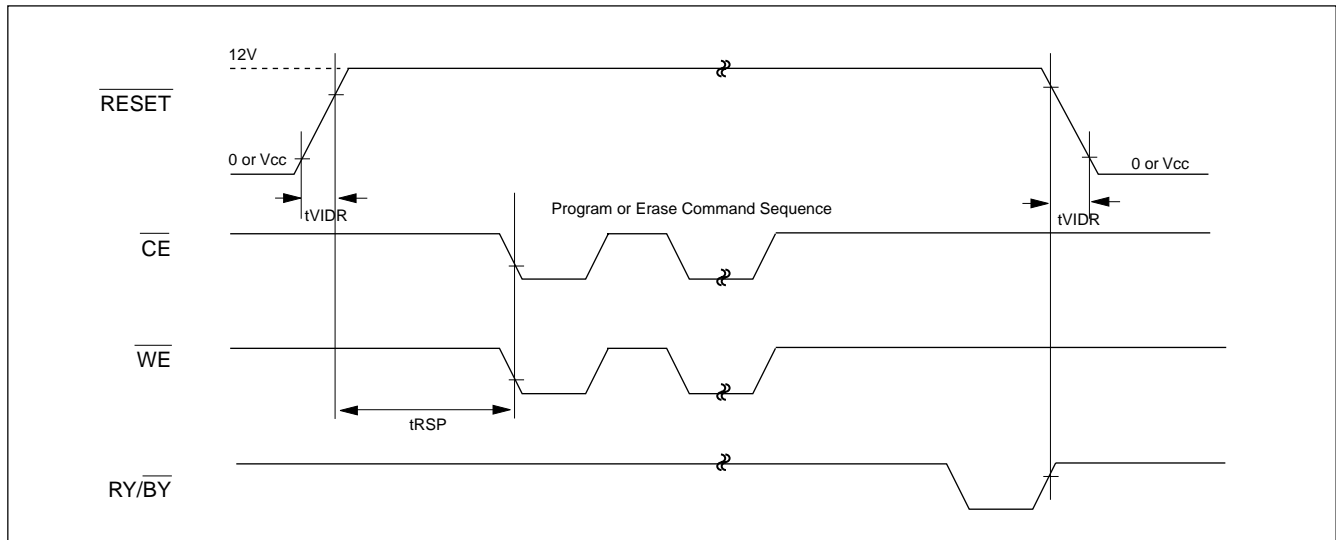 12V
RESET
0 or Vcc
0 or Vcc
tVIDR
Program or Erase Command Sequence
tVIDR
CE
WE
tRSP
RY/BY